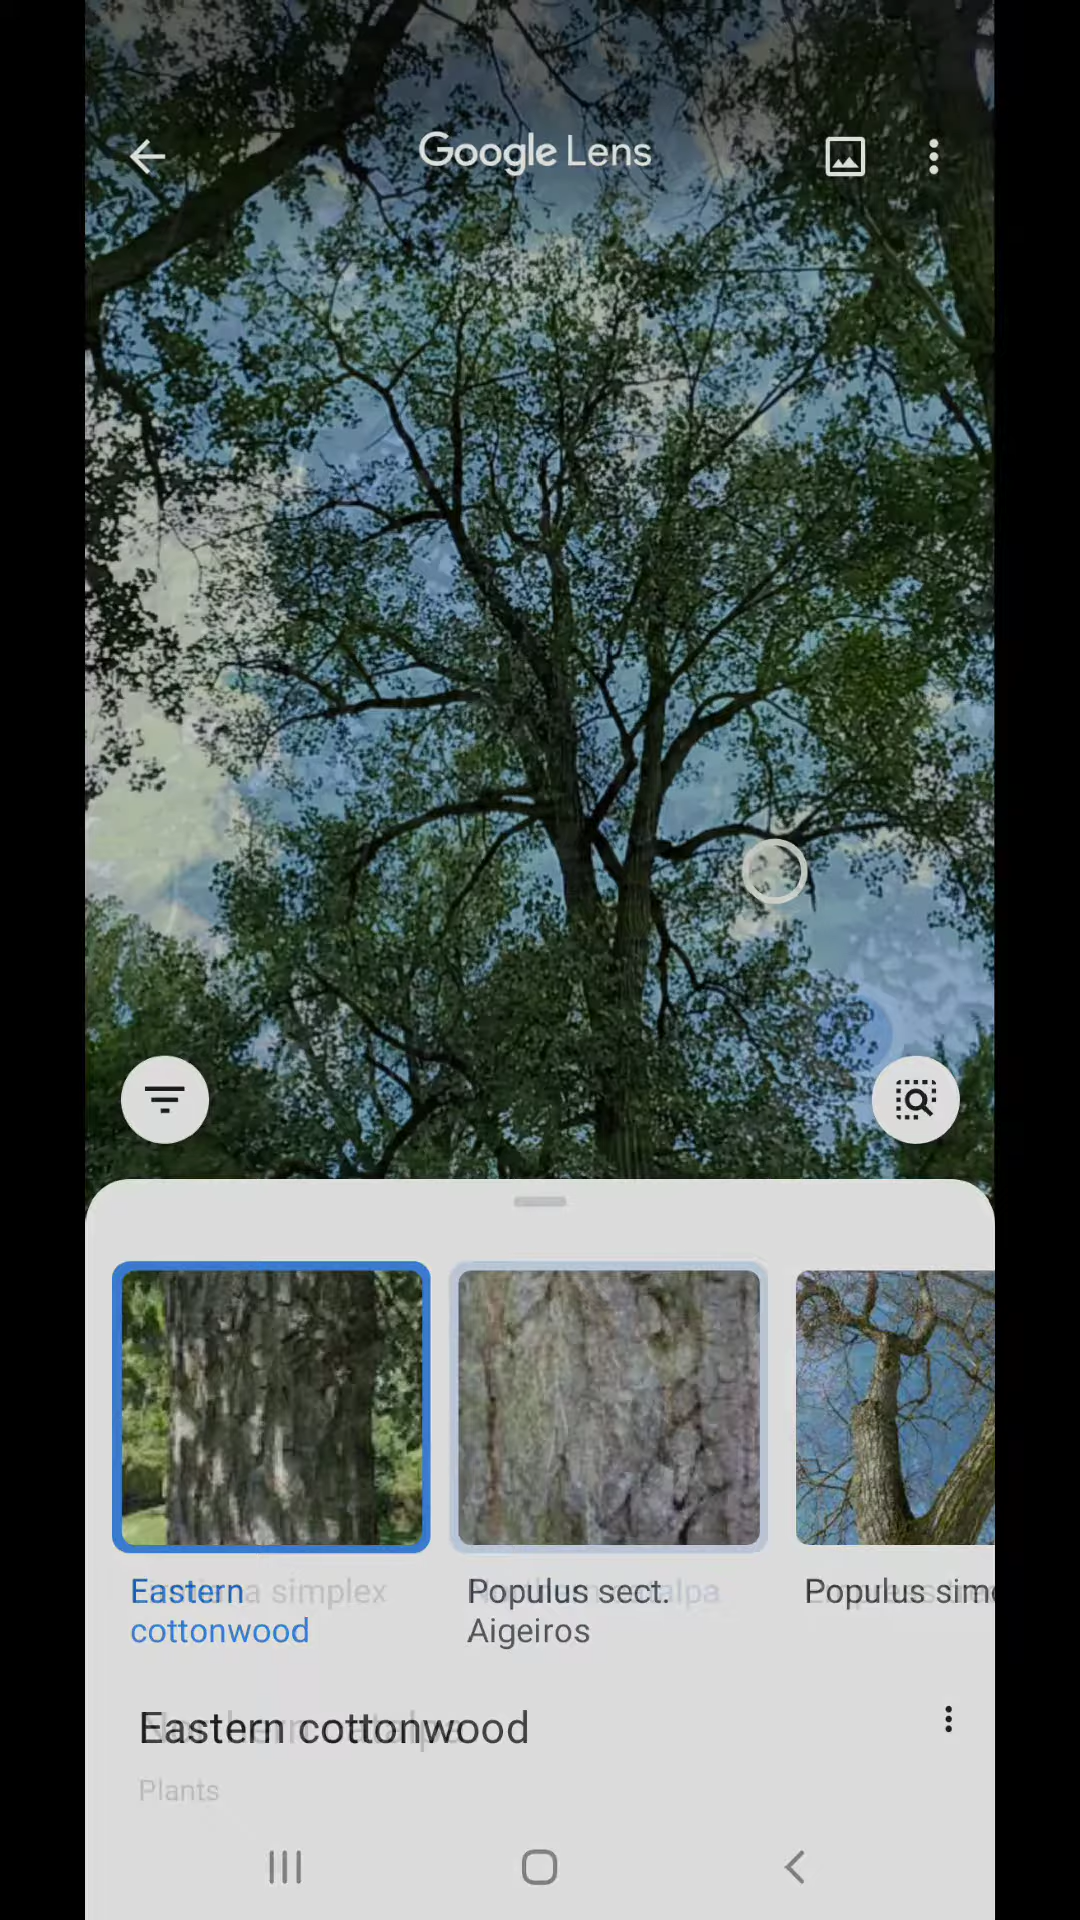 Google Lens
Eastern
cottonwood
Populus sect.
Aigeiros
Populus sim
Eastern cottonwood
Plants